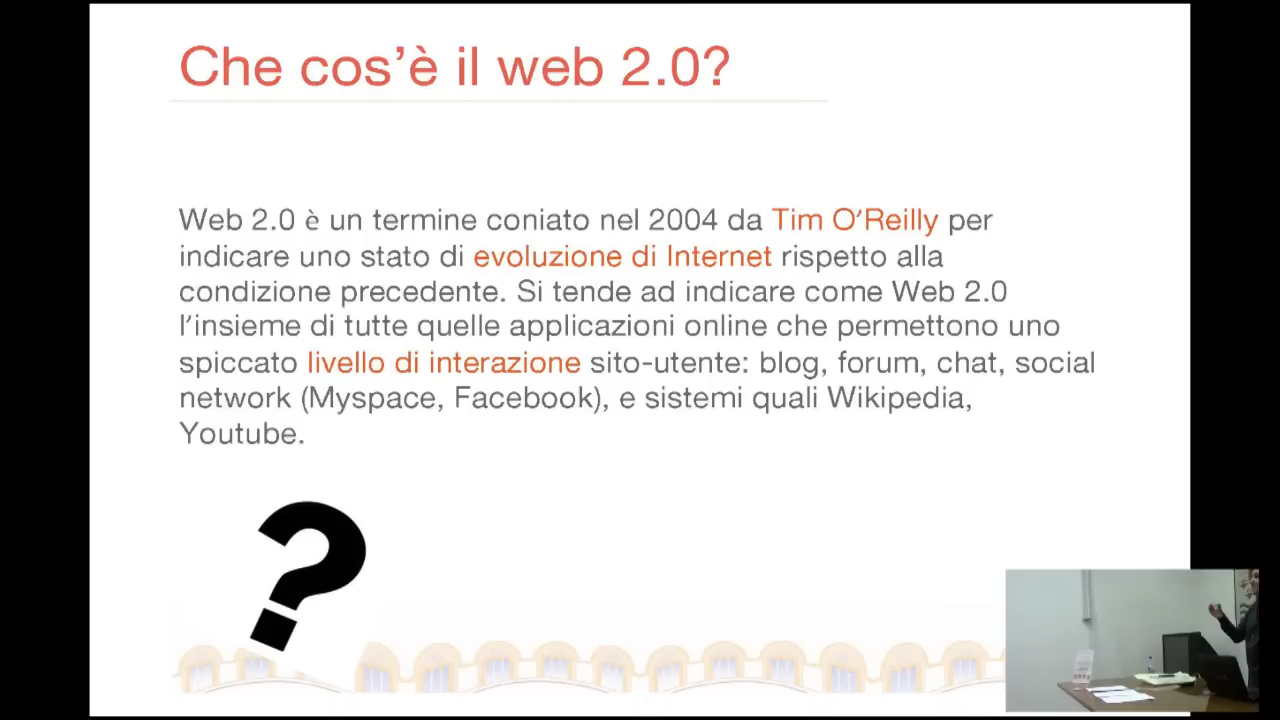 Che cos’è il web 2.0?
Web 2.0 è un termine coniato nel 2004 da Tim O’Reilly per
indicare uno stato di evoluzione di Internet rispetto alla
condizione precedente. Si tende ad indicare come Web 2.0
l’insieme di tutte quelle applicazioni online che permettono uno
spiccato livello di interazione sito-utente: blog, forum, chat, social
network (Myspace, Facebook), e sistemi quali Wikipedia,
Youtube.
?